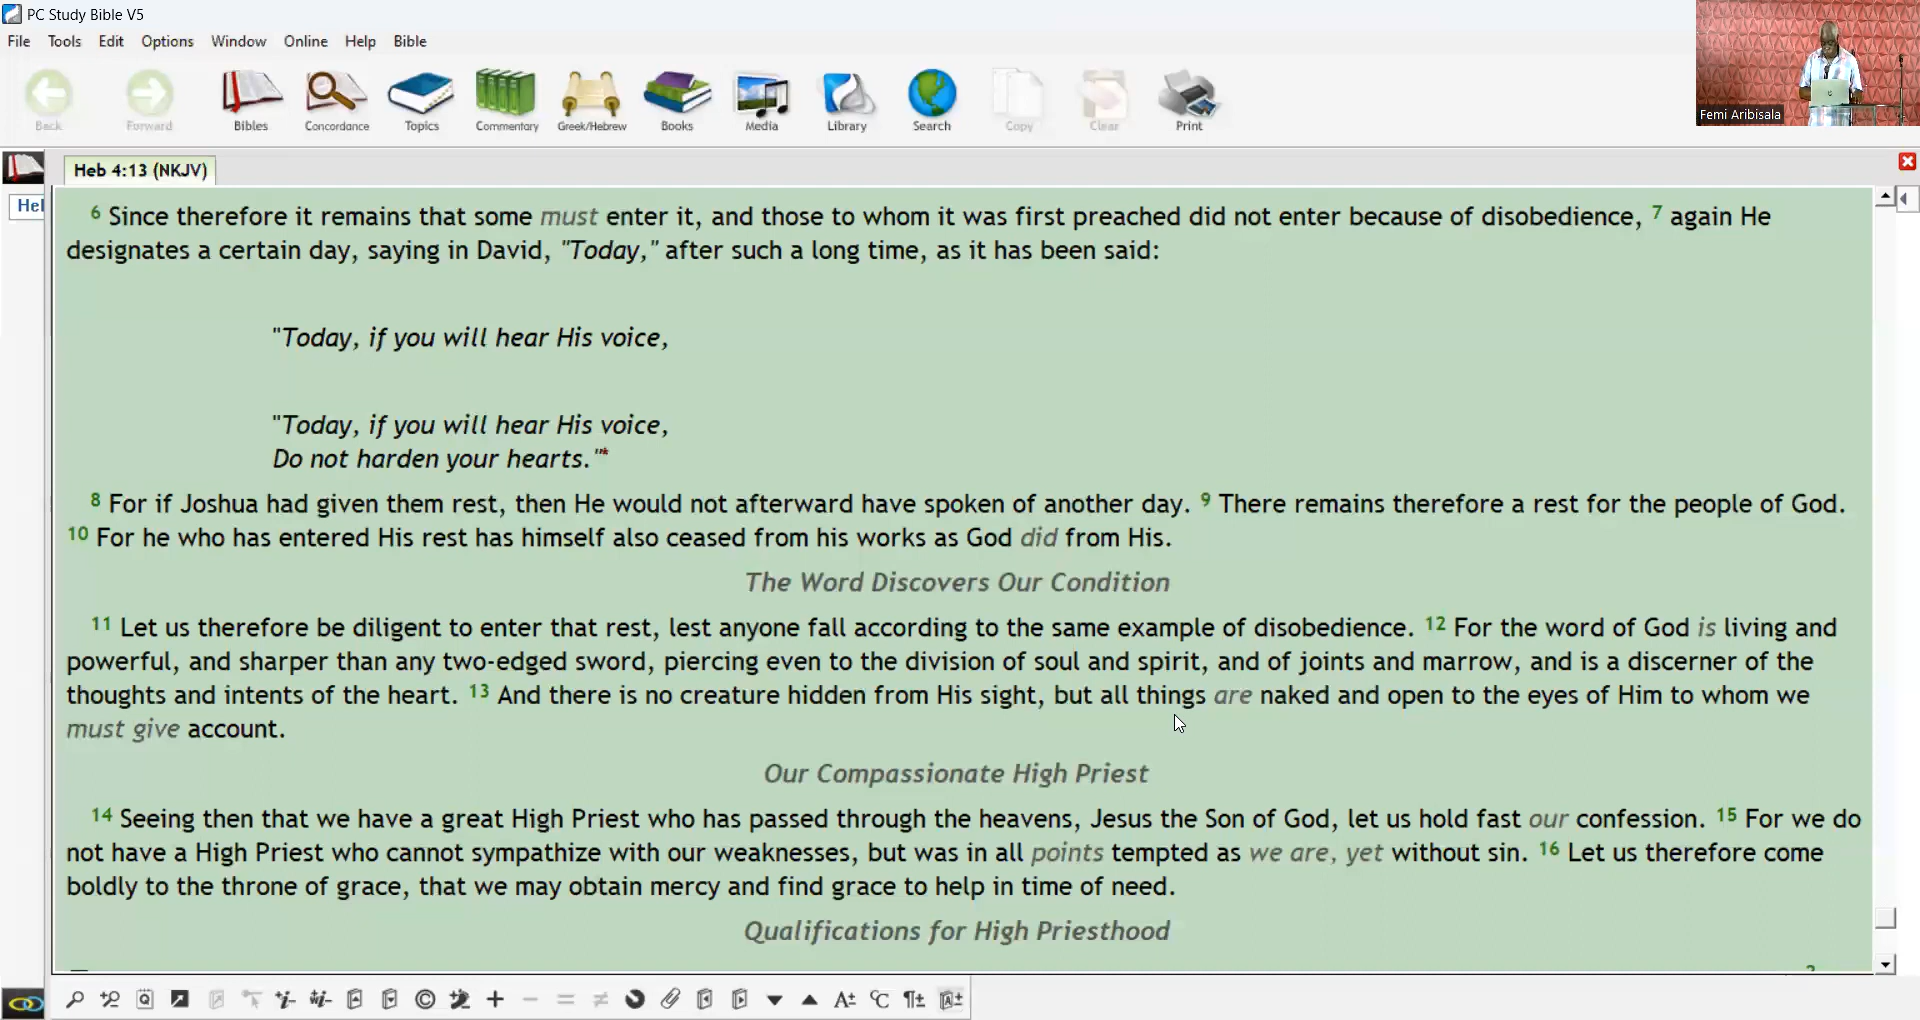 PC Study Bible V5
File Tools Edit Options Window Online Help Bible
Back Forward Bibles Concordance Topics Commentary Greek/Hebrew Books Media Library Search Copy Clear Print
Femi Aribisala
Heb 4:13 (NKJV)
Hel
6 Since therefore it remains that some must enter it, and those to whom it was first preached did not enter because of disobedience, 7 again He
designates a certain day, saying in David, "Today," after such a long time, as it has been said:
"Today, if you will hear His voice,
"Today, if you will hear His voice,
Do not harden your hearts."*
8 For if Joshua had given them rest, then He would not afterward have spoken of another day. 9 There remains therefore a rest for the people of God.
10 For he who has entered His rest has himself also ceased from his works as God did from His.
The Word Discovers Our Condition
11 Let us therefore be diligent to enter that rest, lest anyone fall according to the same example of disobedience. 12 For the word of God is living and
powerful, and sharper than any two-edged sword, piercing even to the division of soul and spirit, and of joints and marrow, and is a discerner of the
thoughts and intents of the heart. 13 And there is no creature hidden from His sight, but all things are naked and open to the eyes of Him to whom we
must give account.
Our Compassionate High Priest
14 Seeing then that we have a great High Priest who has passed through the heavens, Jesus the Son of God, let us hold fast our confession. 15 For we do
not have a High Priest who cannot sympathize with our weaknesses, but was in all points tempted as we are, yet without sin. 16 Let us therefore come
boldly to the throne of grace, that we may obtain mercy and find grace to help in time of need.
Qualifications for High Priesthood